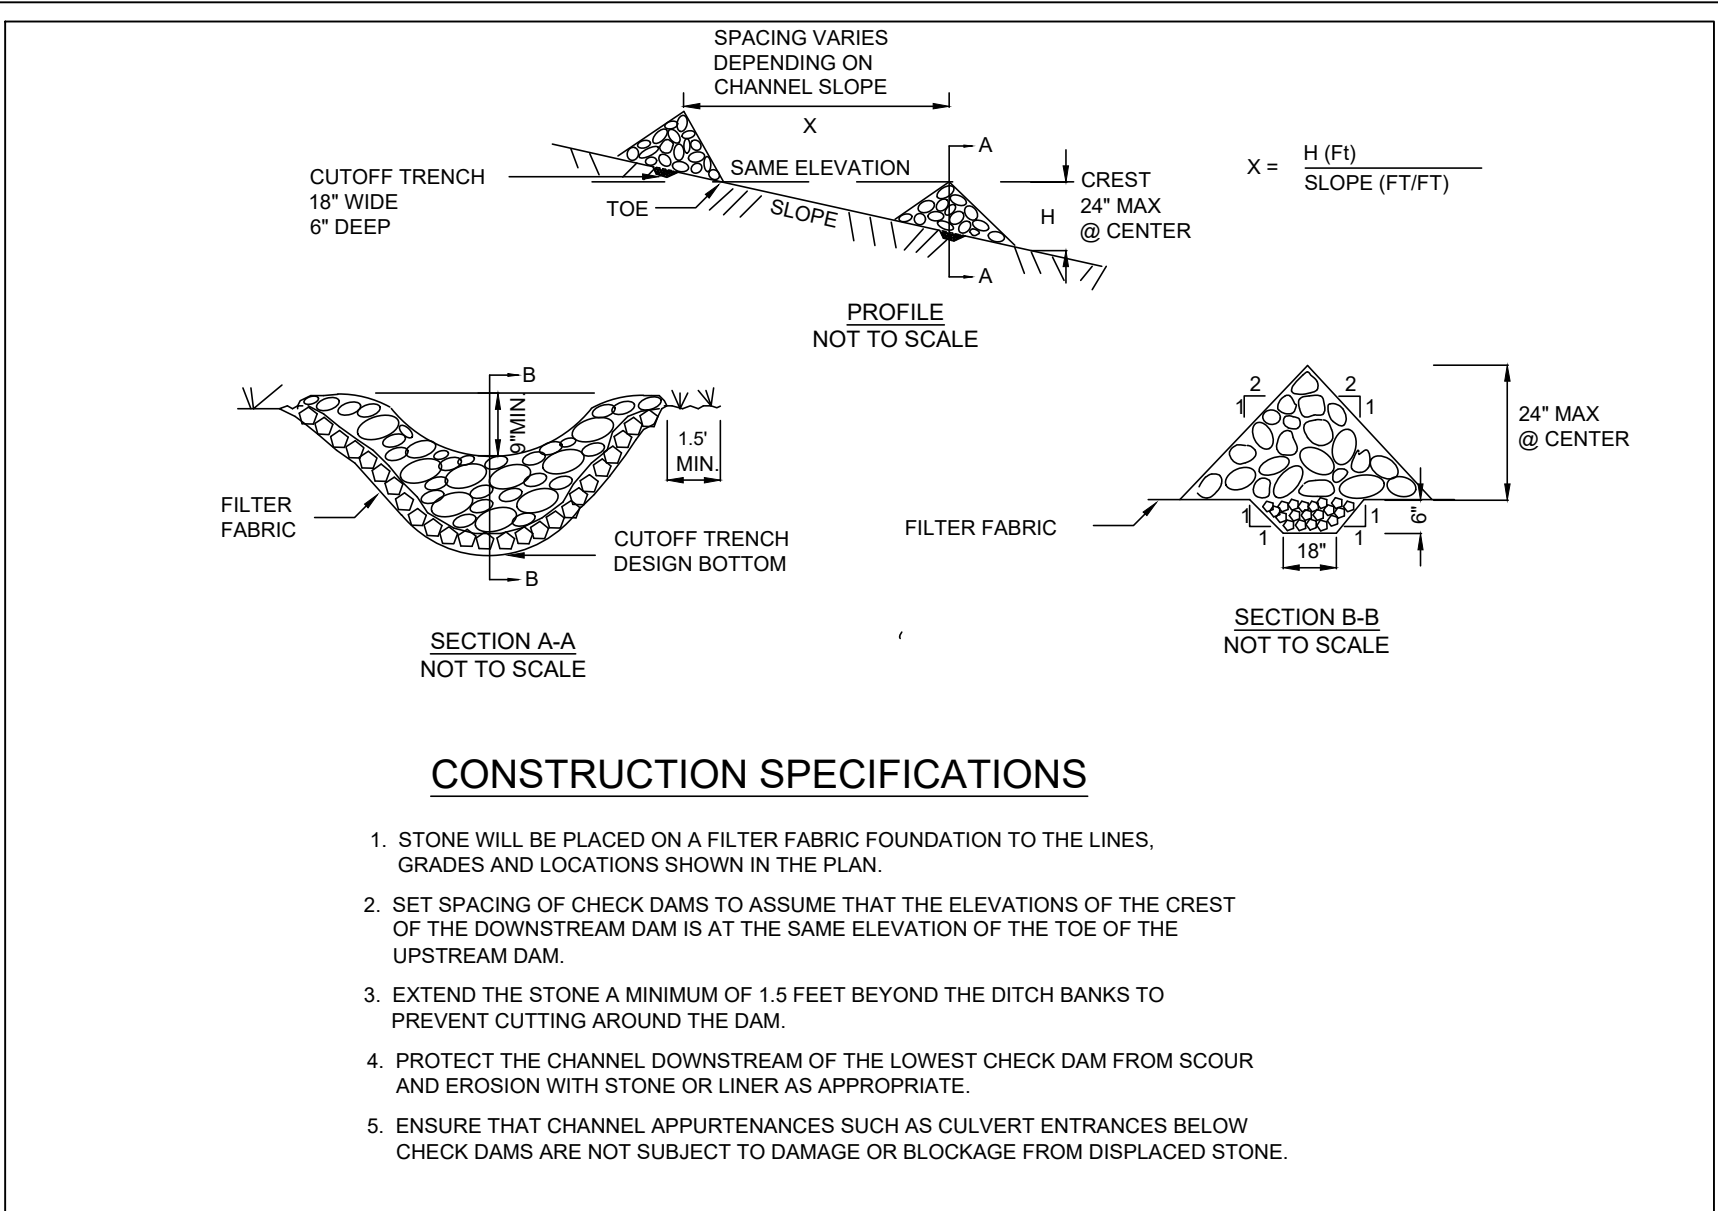 SPACING VARIES
DEPENDING ON
CHANNEL SLOPE
X
A
SAME ELEVATION
CUTOFF TRENCH
18" WIDE
6" DEEP
TOE
SLOPE
H
CREST
24" MAX
@ CENTER
A
X = H (Ft)
SLOPE (FT/FT)
PROFILE
NOT TO SCALE
B
9"MIN.
1.5'
MIN.
FILTER
FABRIC
CUTOFF TRENCH
DESIGN BOTTOM
B
SECTION A-A
NOT TO SCALE
2
1
2
1
24" MAX
@ CENTER
FILTER FABRIC
1
1
18"
1
1
6"
SECTION B-B
NOT TO SCALE
CONSTRUCTION SPECIFICATIONS
1. STONE WILL BE PLACED ON A FILTER FABRIC FOUNDATION TO THE LINES,
GRADES AND LOCATIONS SHOWN IN THE PLAN.
2. SET SPACING OF CHECK DAMS TO ASSUME THAT THE ELEVATIONS OF THE CREST
OF THE DOWNSTREAM DAM IS AT THE SAME ELEVATION OF THE TOE OF THE
UPSTREAM DAM.
3. EXTEND THE STONE A MINIMUM OF 1.5 FEET BEYOND THE DITCH BANKS TO
PREVENT CUTTING AROUND THE DAM.
4. PROTECT THE CHANNEL DOWNSTREAM OF THE LOWEST CHECK DAM FROM SCOUR
AND EROSION WITH STONE OR LINER AS APPROPRIATE.
5. ENSURE THAT CHANNEL APPURTENANCES SUCH AS CULVERT ENTRANCES BELOW
CHECK DAMS ARE NOT SUBJECT TO DAMAGE OR BLOCKAGE FROM DISPLACED STONE.